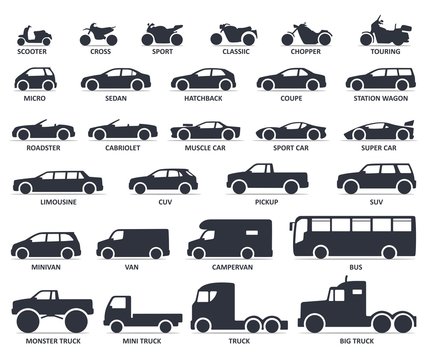 SCOOTER CROSS SPORT CLASSIC CHOPPER TOURING
MICRO SEDAN HATCHBACK COUPE STATION WAGON
ROADSTER CABRIOLET MUSCLE CAR SPORT CAR SUPER CAR
LIMOUSINE CUV PICKUP SUV
MINIVAN VAN CAMPERVAN BUS
MONSTER TRUCK MINI TRUCK TRUCK BIG TRUCK